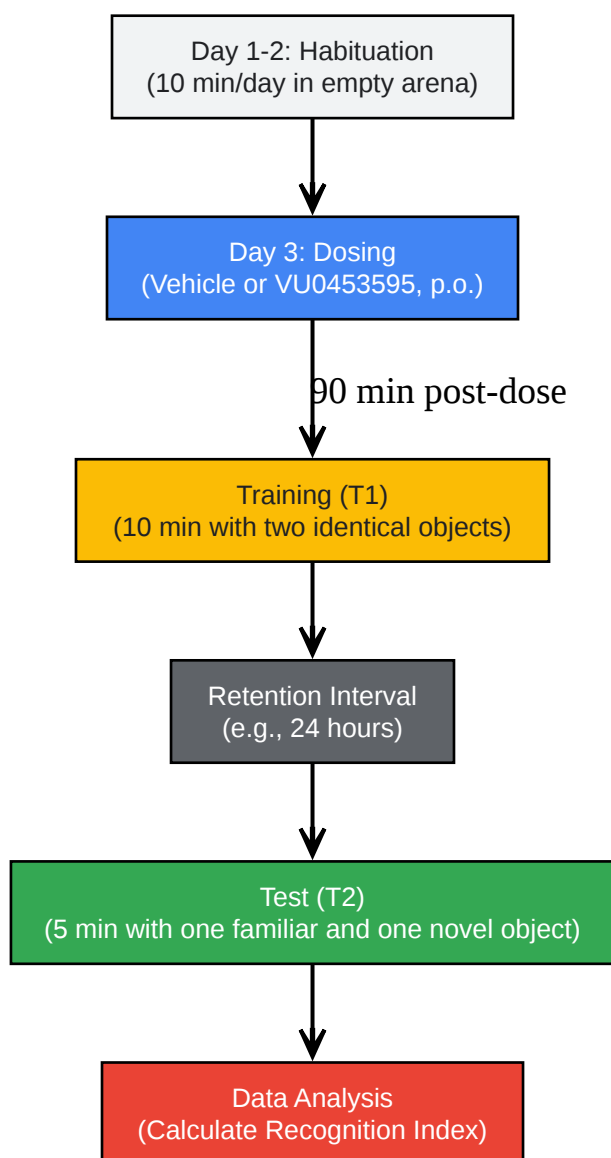 Day 1-2: Habituation
(10 min/day in empty arena)
Day 3: Dosing
(Vehicle or VU0453595, p.o.)
90 min post-dose
Training (T1)
(10 min with two identical objects)
Retention Interval
(e.g., 24 hours)
Test (T2)
(5 min with one familiar and one novel object)
Data Analysis
(Calculate Recognition Index)